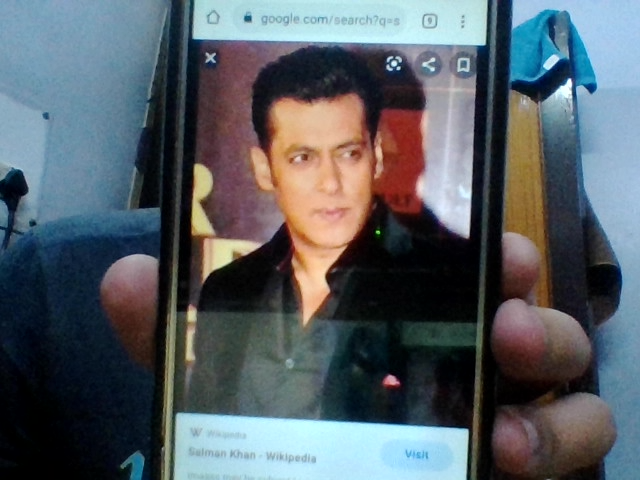 google.com/search?q=s
9
W Wikipedia
Salman Khan - Wikipedia
Visit